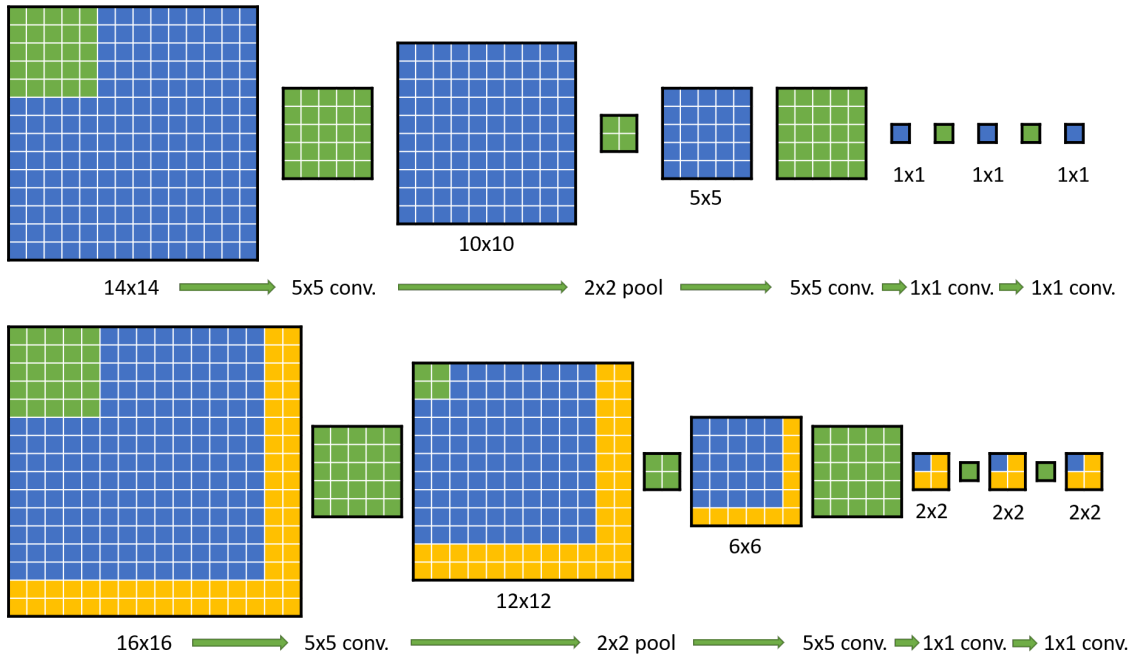 5x5
1x1
1x1
1x1
10x10
14x14
5x5 conv.
2x2 pool
5x5 conv.
1x1 conv.
1x1 conv.
2x2
2x2
2x2
6x6
12x12
16x16
5x5 conv.
2x2 pool
5x5 conv.
1x1 conv.
1x1 conv.